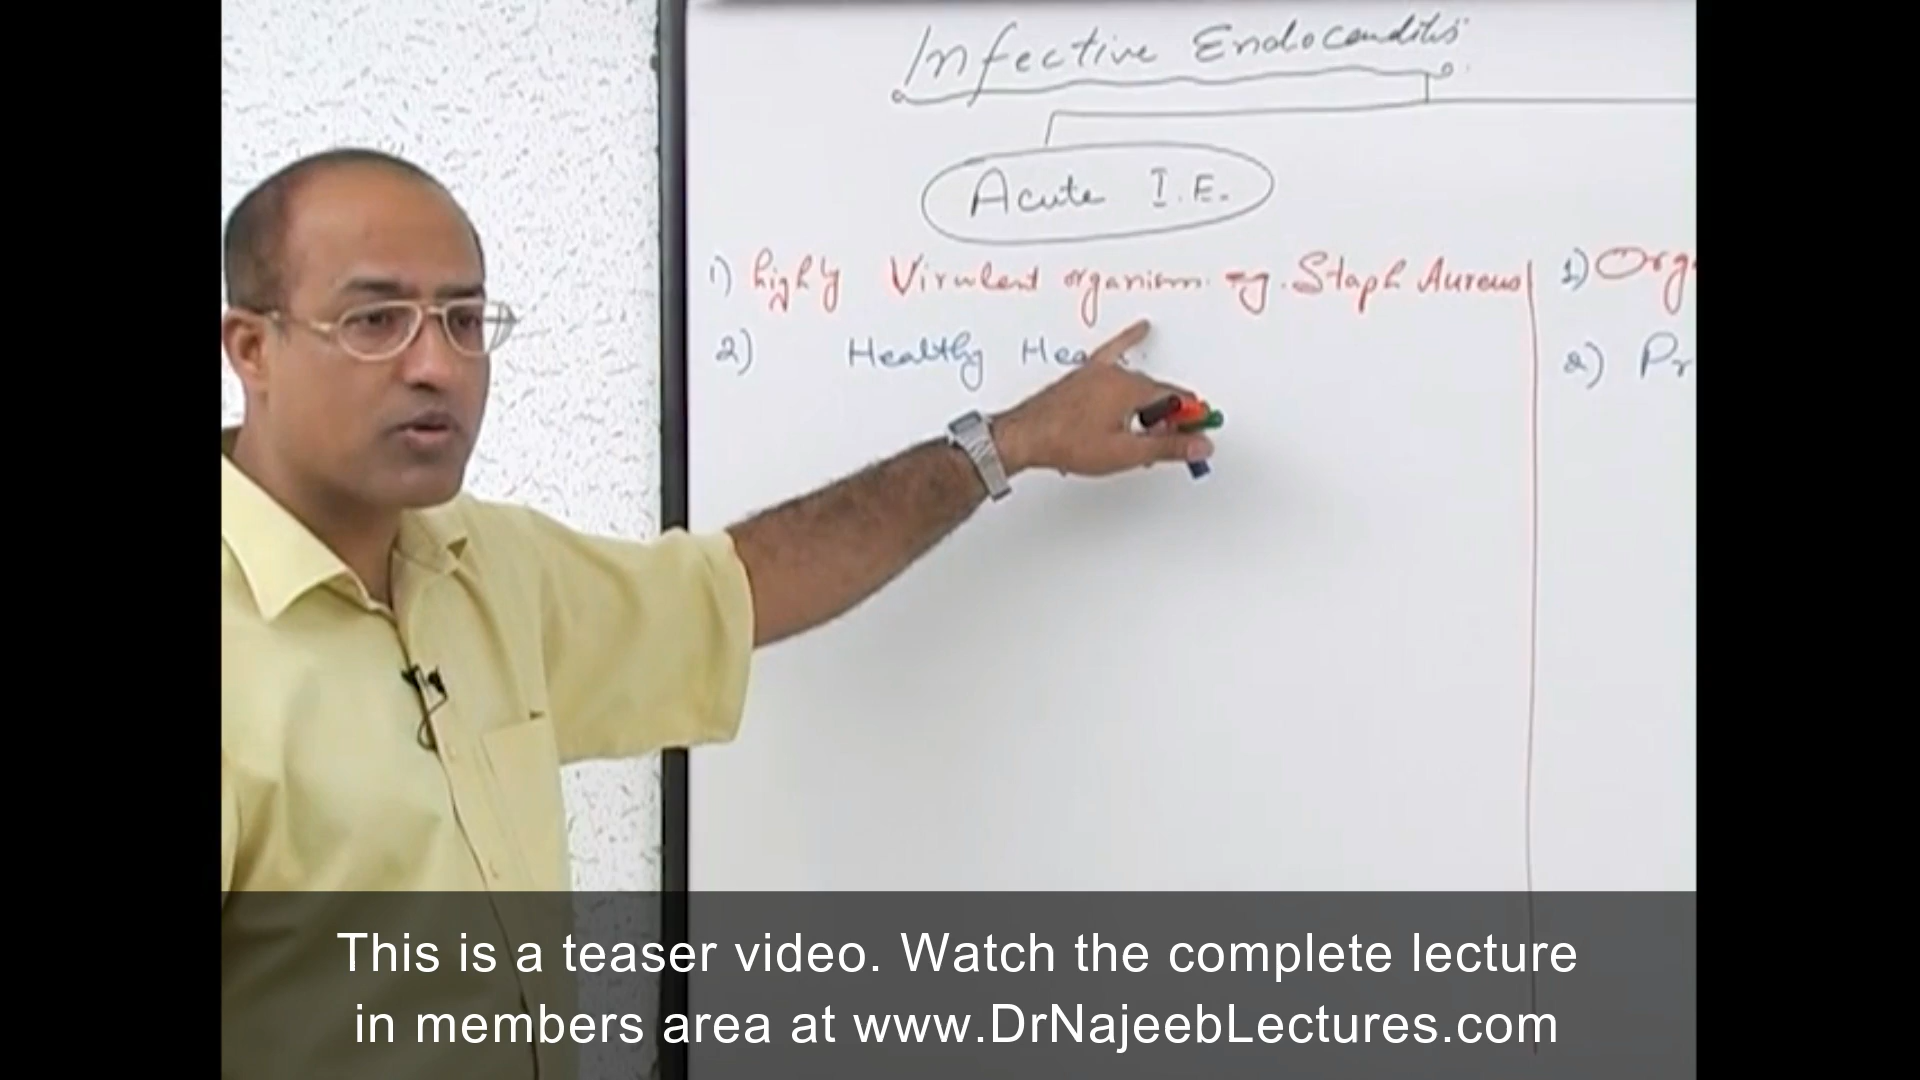 Infective Endocarditis
Acute I.E.
1) highly Virulent organism eg. Staph Aureus
2) Healthy
1) Org
2) Pr
This is a teaser video. Watch the complete lecture
in members area at www.DrNajeebLectures.com